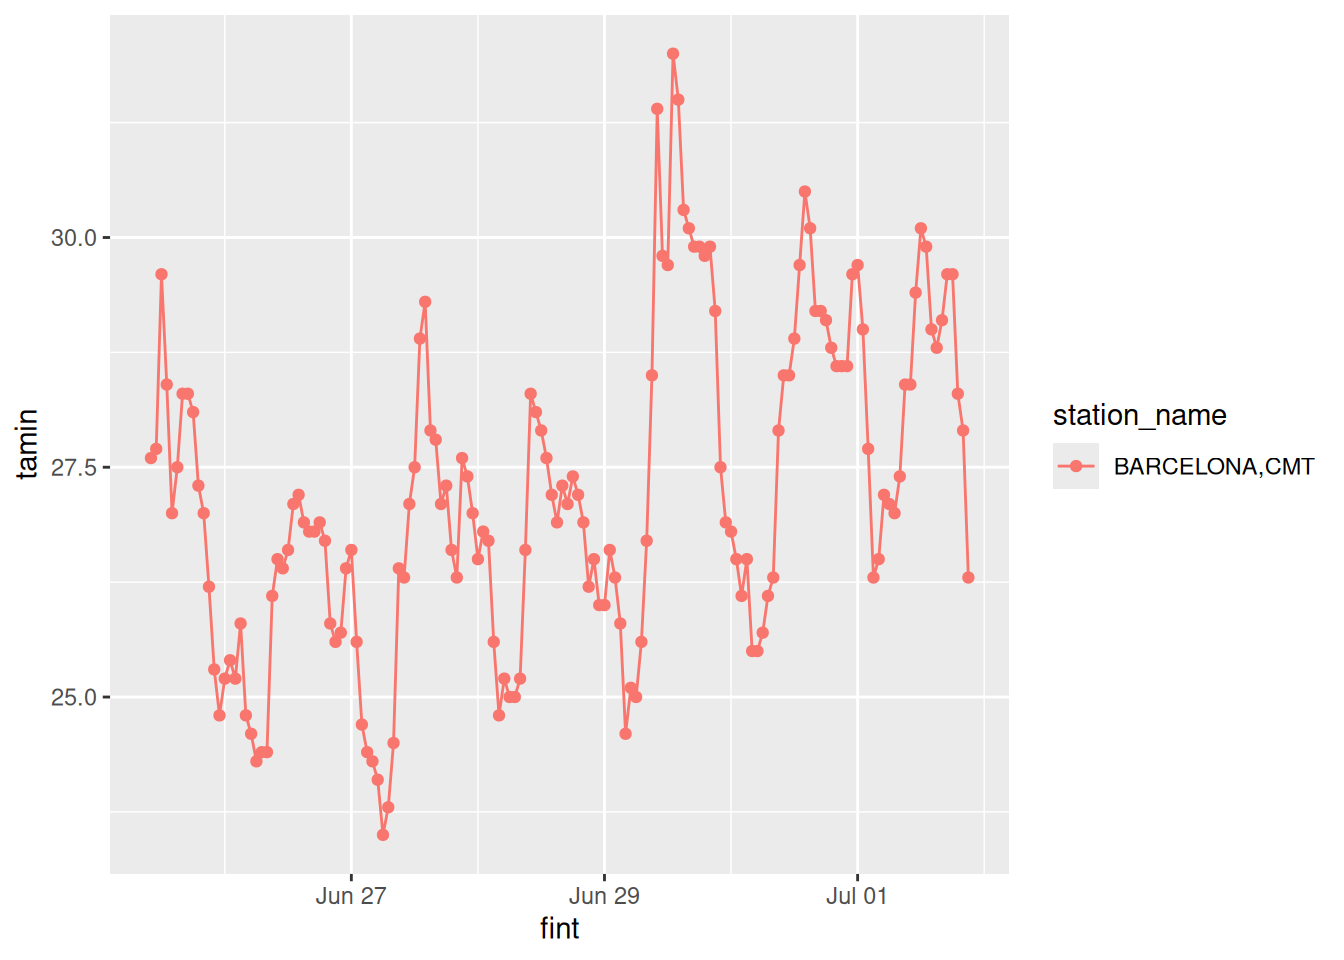 tamin
30.0
27.5
25.0
Jun 27
Jun 29
Jul 01
fint
station_name
BARCELONA,CMT